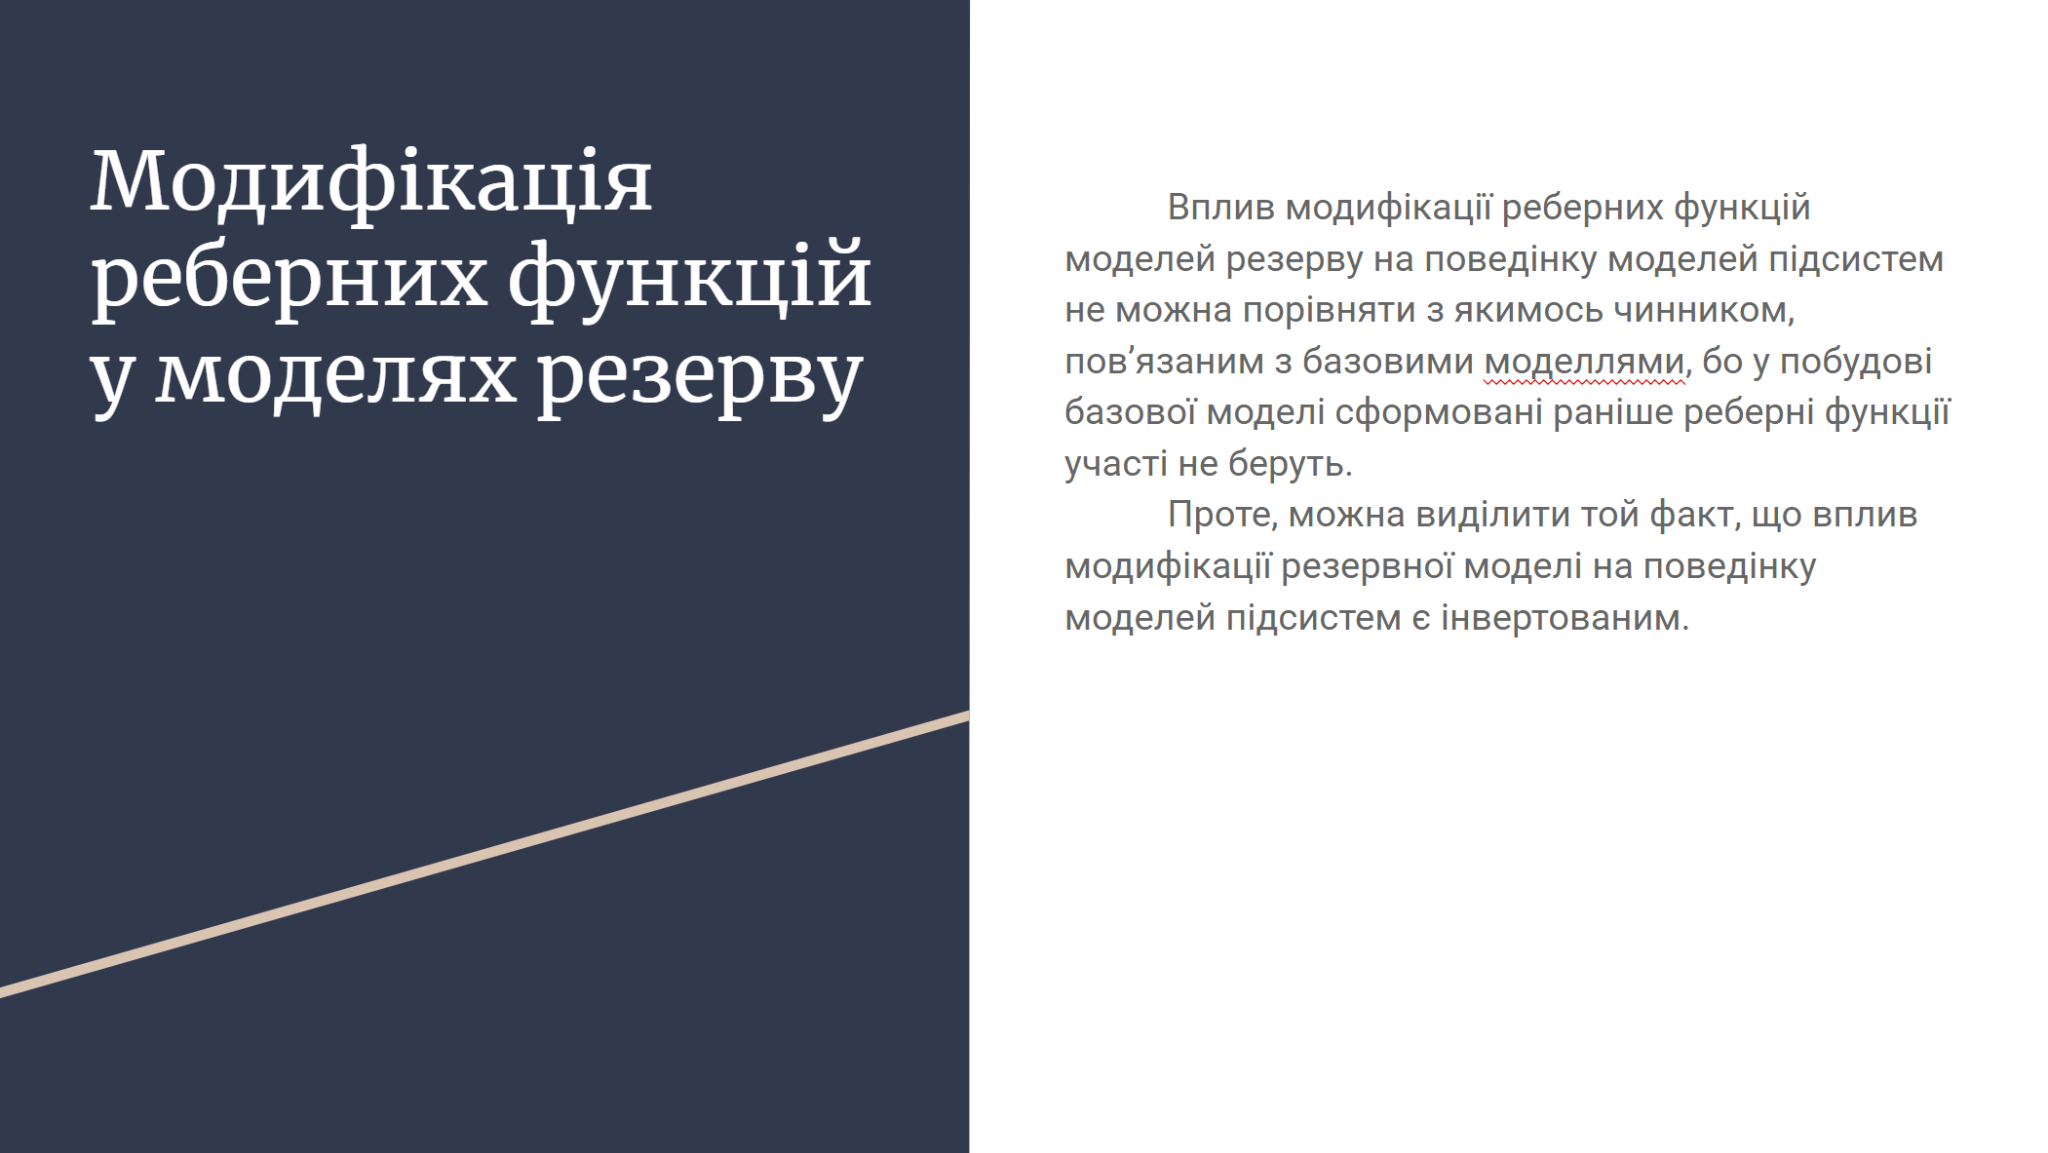 Модифікація
реберних функцій
у моделях резерву
Вплив модифікації реберних функцій
моделей резерву на поведінку моделей підсистем
не можна порівняти з якимось чинником,
пов’язаним з базовими моделлями, бо у побудові
базової моделі сформовані раніше реберні функції
участі не беруть.
Проте, можна виділити той факт, що вплив
модифікації резервної моделі на поведінку
моделей підсистем є інвертованим.